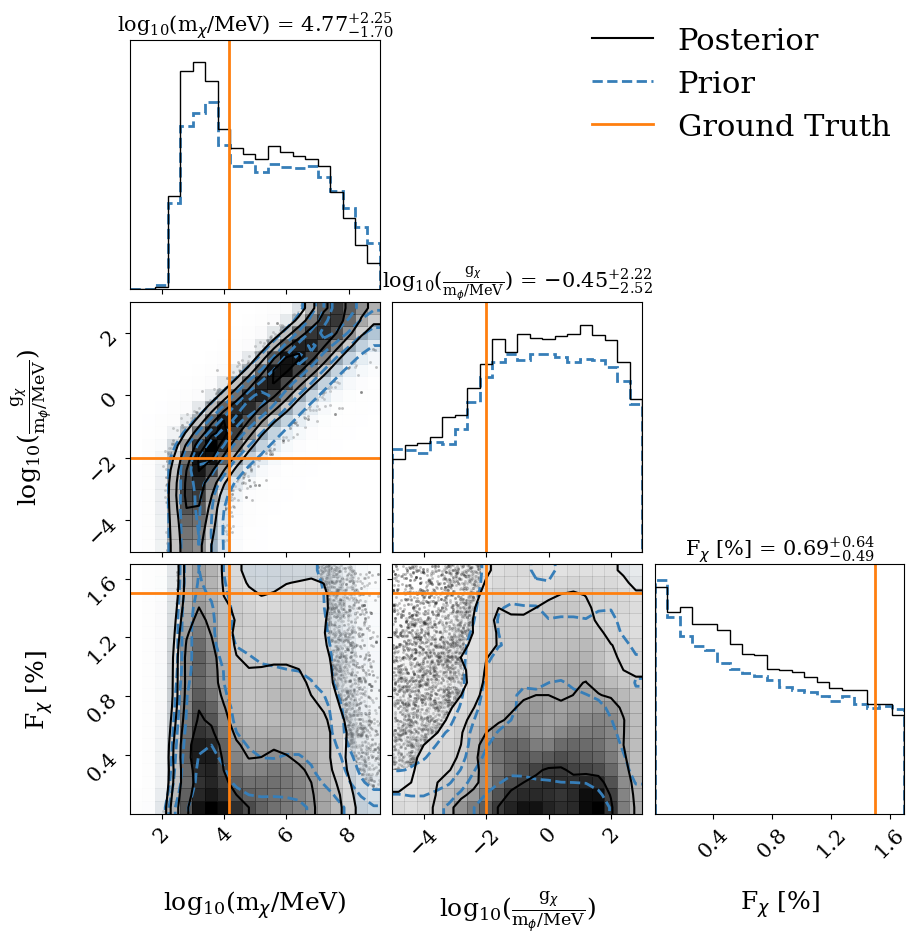 log₁₀(mᵪ/MeV) = 4.77⁺²·²⁵₋₁.₇₀
Posterior
Prior
Ground Truth
log₁₀(gᵪ/m_ϕ/MeV) = −0.45⁺²·²²₋₂.₅₂
2
0
−2
−4
log₁₀(gᵪ/m_ϕ/MeV)
Fᵪ [%] = 0.69⁺⁰·⁶⁴₋₀.₄₉
1.6
1.2
0.8
0.4
Fᵪ [%]
2 4 6 8
−4 −2 0 2
0.4 0.8 1.2 1.6
log₁₀(mᵪ/MeV)
log₁₀(gᵪ/m_ϕ/MeV)
Fᵪ [%]